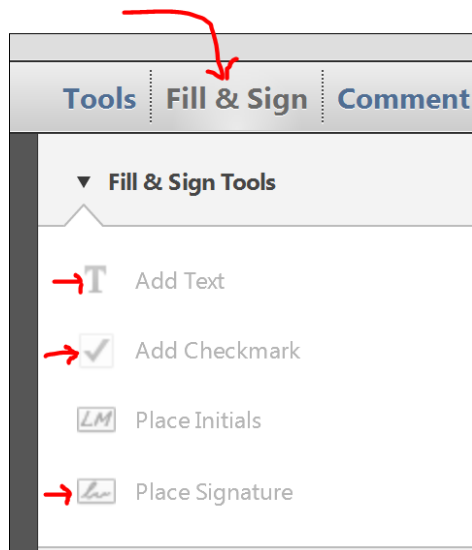 Tools Fill & Sign Comment
Fill & Sign Tools
T Add Text
Add Checkmark
LM Place Initials
Place Signature